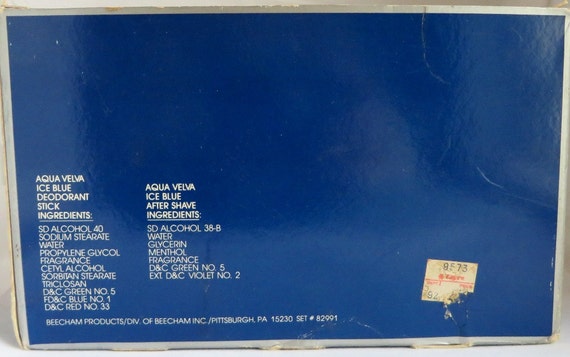 AQUA VELVA
ICE BLUE
DEODORANT
STICK
INGREDIENTS:
SD ALCOHOL 40
SODIUM STEARATE
WATER
PROPYLENE GLYCOL
FRAGRANCE
CETYL ALCOHOL
SORBITAN STEARATE
TRICLOSAN
D&C GREEN NO. 5
FD&C BLUE NO. 1
D&C RED NO. 33
AQUA VELVA
ICE BLUE
AFTER SHAVE
INGREDIENTS:
SD ALCOHOL 38-B
WATER
GLYCERIN
MENTHOL
FRAGRANCE
D&C GREEN NO. 5
EXT. D&C VIOLET NO. 2
9573
BEECHAM PRODUCTS/DIV. OF BEECHAM INC./PITTSBURGH, PA 15230 SET # 82991